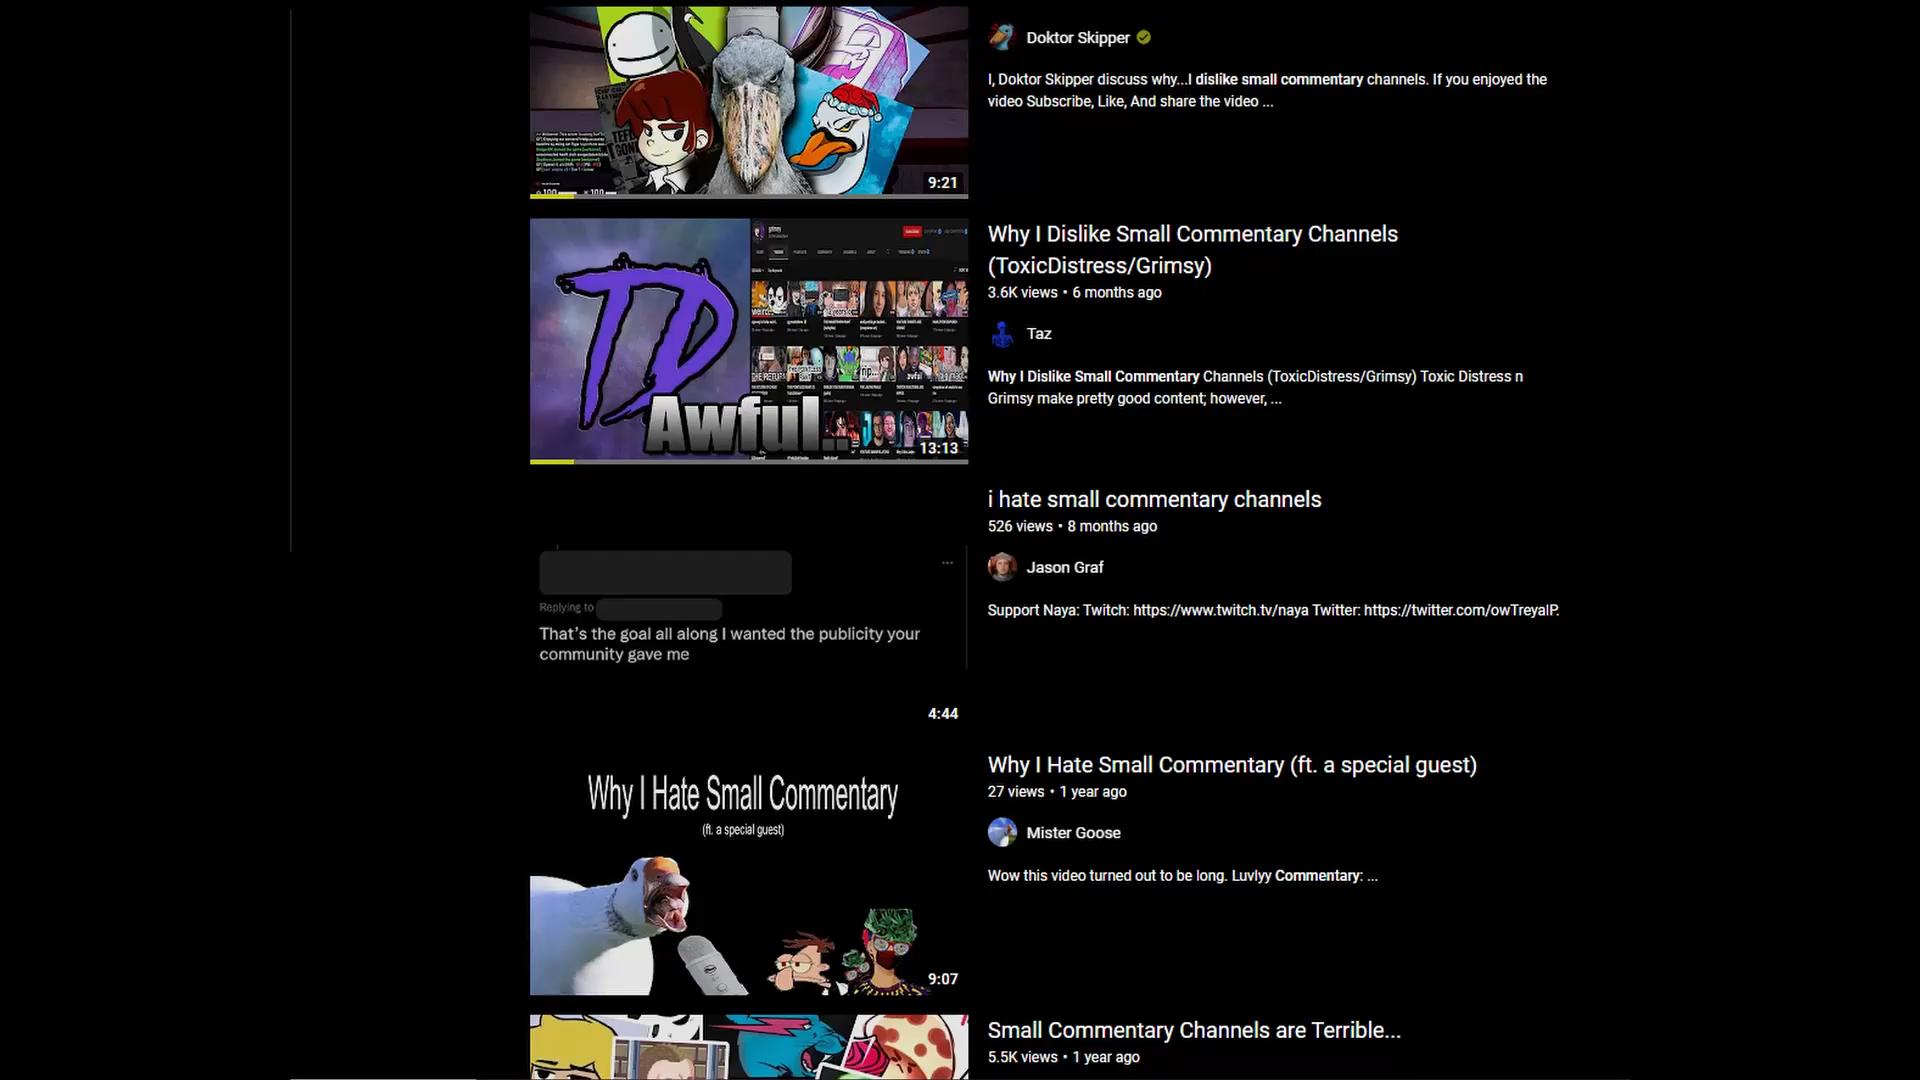 Doktor Skipper
I, Doktor Skipper discuss why...I dislike small commentary channels. If you enjoyed the
video Subscribe, Like, And share the video ...
9:21
Why I Dislike Small Commentary Channels
(ToxicDistress/Grimsy)
3.6K views • 6 months ago
Taz
Why I Dislike Small Commentary Channels (ToxicDistress/Grimsy) Toxic Distress n
Grimsy make pretty good content; however, ...
TD
Awful..
13:13
i hate small commentary channels
526 views • 8 months ago
Jason Graf
Support Naya: Twitch: https://www.twitch.tv/naya Twitter: https://twitter.com/owTreyalP.
Replying to
That's the goal all along I wanted the publicity your
community gave me
4:44
Why I Hate Small Commentary (ft. a special guest)
27 views • 1 year ago
Mister Goose
Wow this video turned out to be long. Luvlyy Commentary: ...
Why I Hate Small Commentary
(ft. a special guest)
9:07
Small Commentary Channels are Terrible...
5.5K views • 1 year ago